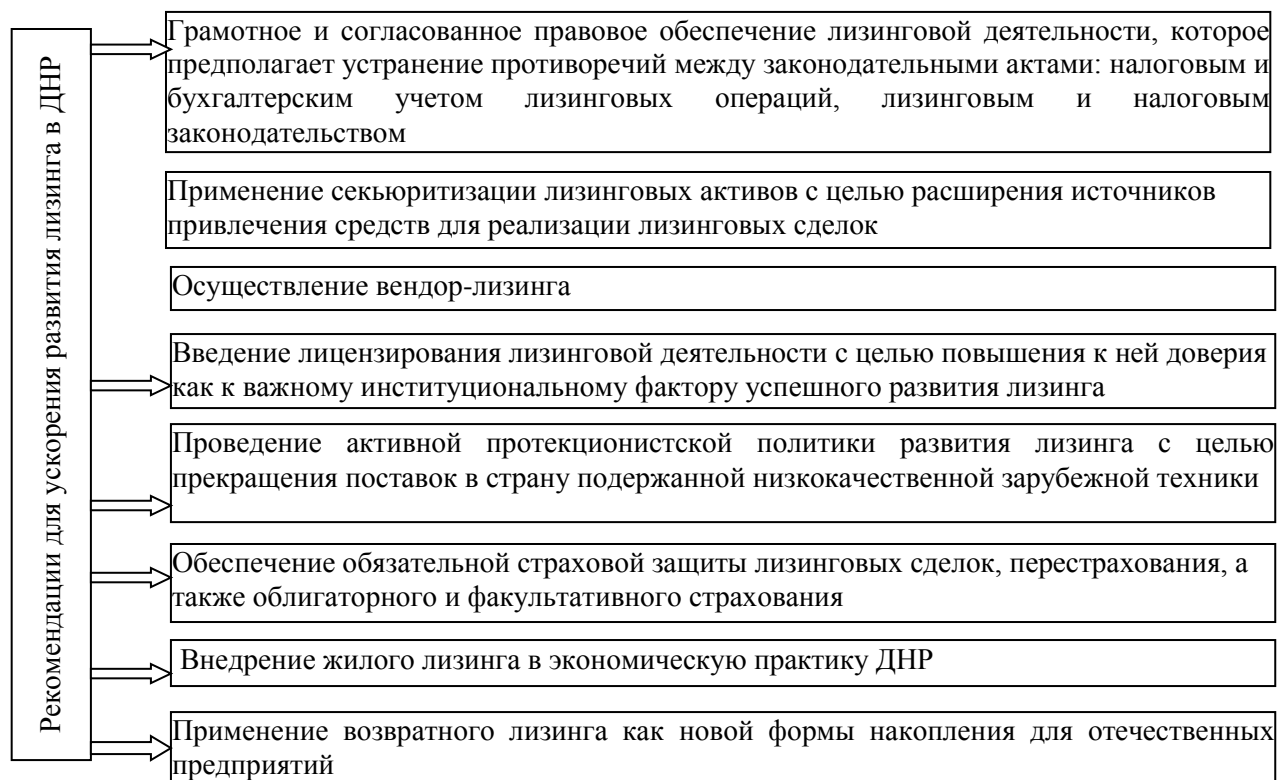 Рекомендации для ускорения развития лизинга в ДНР
Грамотное и согласованное правовое обеспечение лизинговой деятельности, которое
предполагает устранение противоречий между законодательными актами: налоговым и
бухгалтерским учетом лизинговых операций, лизинговым и налоговым
законодательством
Применение секьюритизации лизинговых активов с целью расширения источников
привлечения средств для реализации лизинговых сделок
Осуществление вендор-лизинга
Введение лицензирования лизинговой деятельности с целью повышения к ней доверия
как к важному институциональному фактору успешного развития лизинга
Проведение активной протекционистской политики развития лизинга с целью
прекращения поставок в страну подержанной низкокачественной зарубежной техники
Обеспечение обязательной страховой защиты лизинговых сделок, перестрахования, а
также облигаторного и факультативного страхования
Внедрение жилого лизинга в экономическую практику ДНР
Применение возвратного лизинга как новой формы накопления для отечественных
предприятий